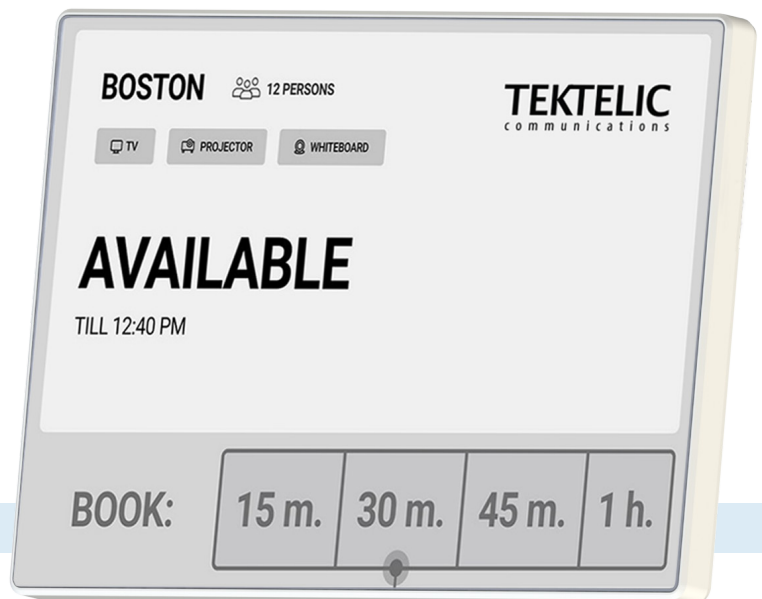 BOSTON 12 PERSONS
TEKTELIC
communications
TV PROJECTOR WHITEBOARD
AVAILABLE
TILL 12:40 PM
BOOK: 15 m. 30 m. 45 m. 1 h.